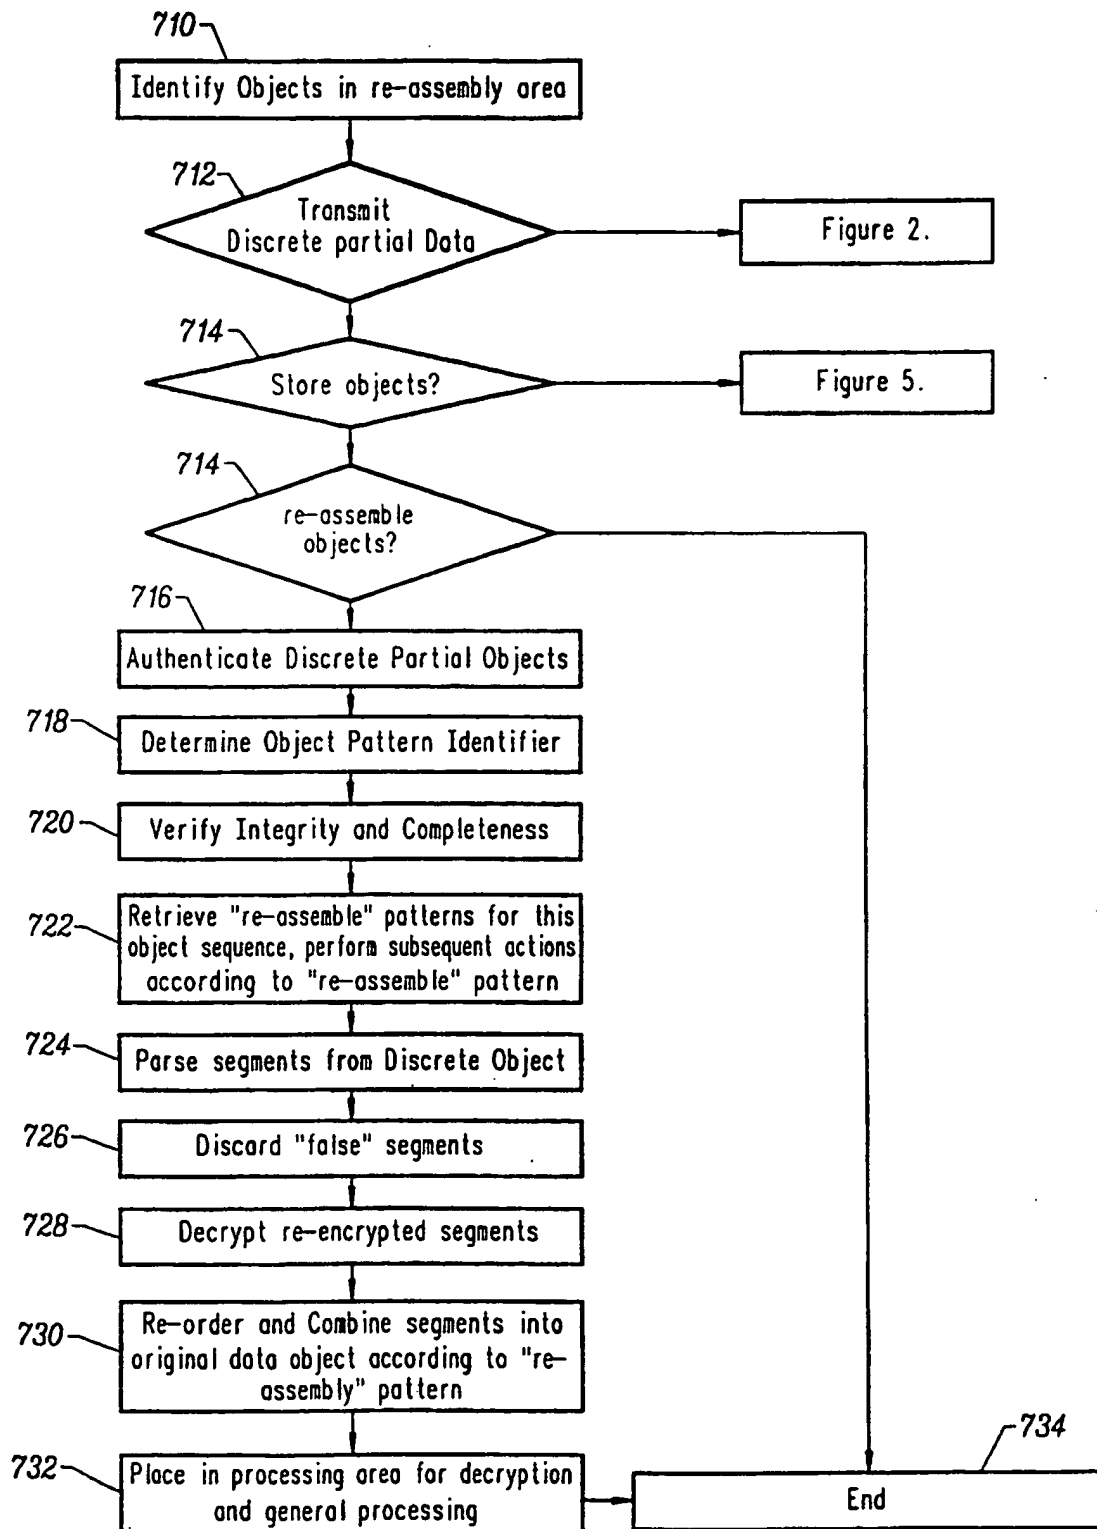 710
Identify Objects in re-assembly area
712
Transmit
Discrete partial Data
Figure 2.
714
Store objects?
Figure 5.
714
re-assemble
objects?
716
Authenticate Discrete Partial Objects
718
Determine Object Pattern Identifier
720
Verify Integrity and Completeness
722
Retrieve "re-assemble" patterns for this
object sequence, perform subsequent actions
according to "re-assemble" pattern
724
Parse segments from Discrete Object
726
Discard "false" segments
728
Decrypt re-encrypted segments
730
Re-order and Combine segments into
original data object according to "re-
assembly" pattern
732
Place in processing area for decryption
and general processing
734
End